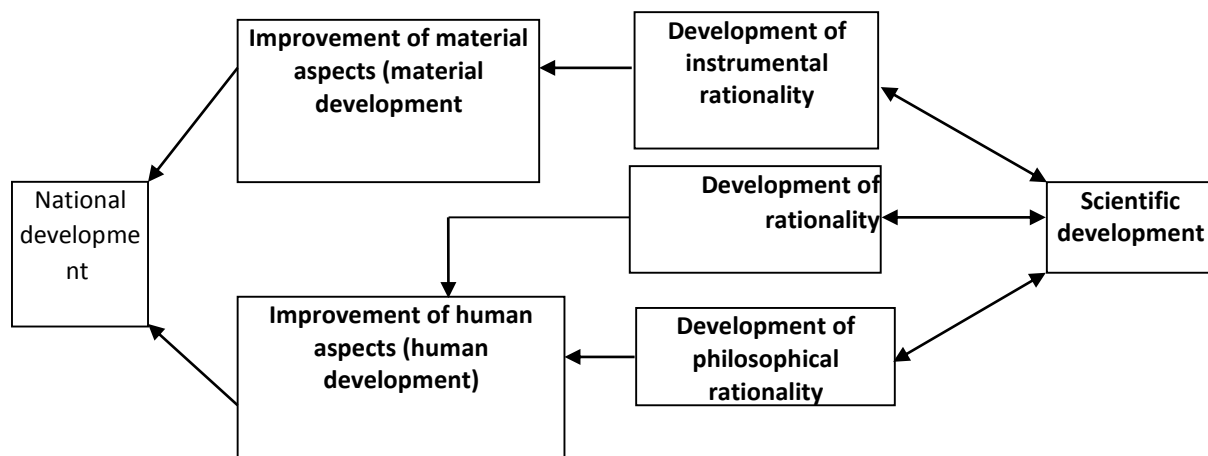 Improvement of material
aspects (material
development
Development of
instrumental
rationality
Development of
rationality
National
developme
nt
Scientific
development
Improvement of human
aspects (human
development)
Development of
philosophical
rationality